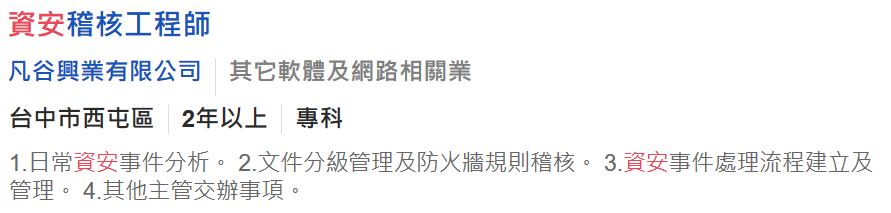 資安稽核工程師
凡谷興業有限公司 其它軟體及網路相關業
台中市西屯區 2年以上 專科
1.日常資安事件分析。 2.文件分級管理及防火牆規則稽核。 3.資安事件處理流程建立及
管理。 4.其他主管交辦事項。